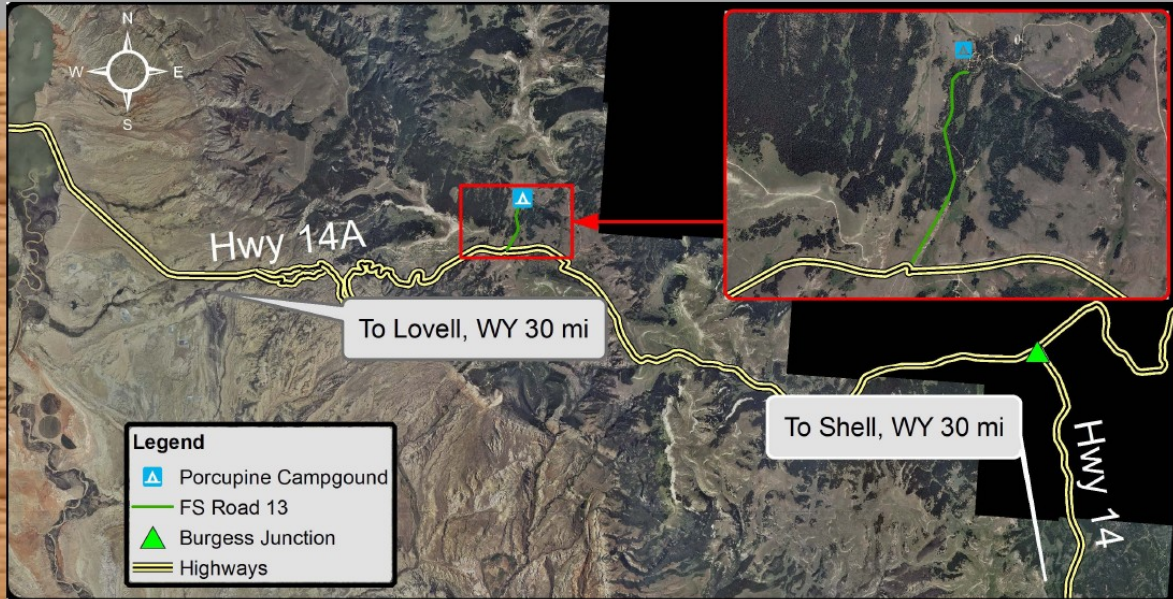 N
W E
S
Hwy 14A
To Lovell, WY 30 mi
To Shell, WY 30 mi
Hwy 14
Legend
Porcupine Campgound
FS Road 13
Burgess Junction
Highways